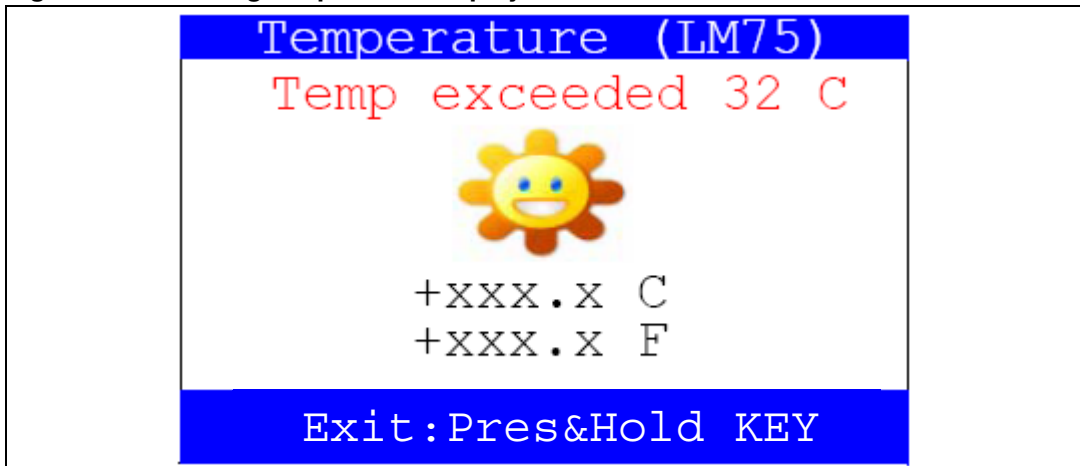 Temperature (LM75)
Temp exceeded 32 C
+xxx.x C
+xxx.x F
Exit:Pres&Hold KEY